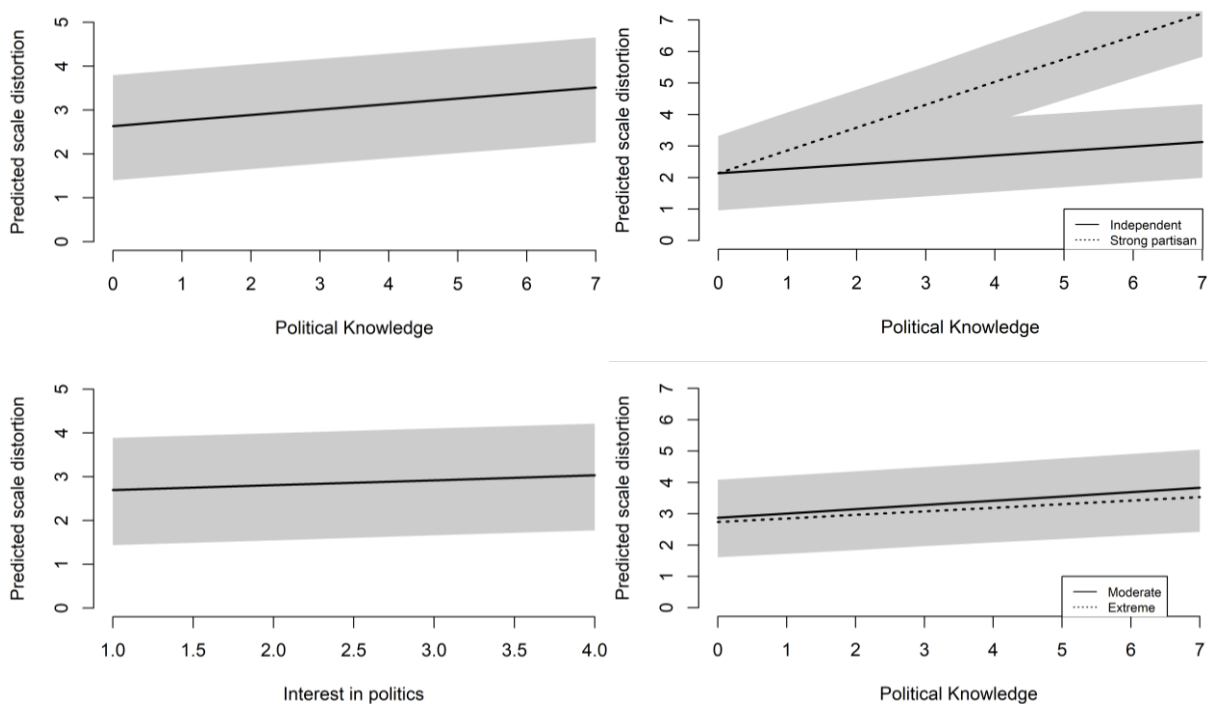 Predicted scale distortion
5
4
3
2
1
0
0 1 2 3 4 5 6 7
Political Knowledge
Predicted scale distortion
7
6
5
4
3
2
1
0
Independent
Strong partisan
0 1 2 3 4 5 6 7
Political Knowledge
Predicted scale distortion
5
4
3
2
1
0
1.0 1.5 2.0 2.5 3.0 3.5 4.0
Interest in politics
Predicted scale distortion
7
6
5
4
3
2
1
0
Moderate
Extreme
0 1 2 3 4 5 6 7
Political Knowledge